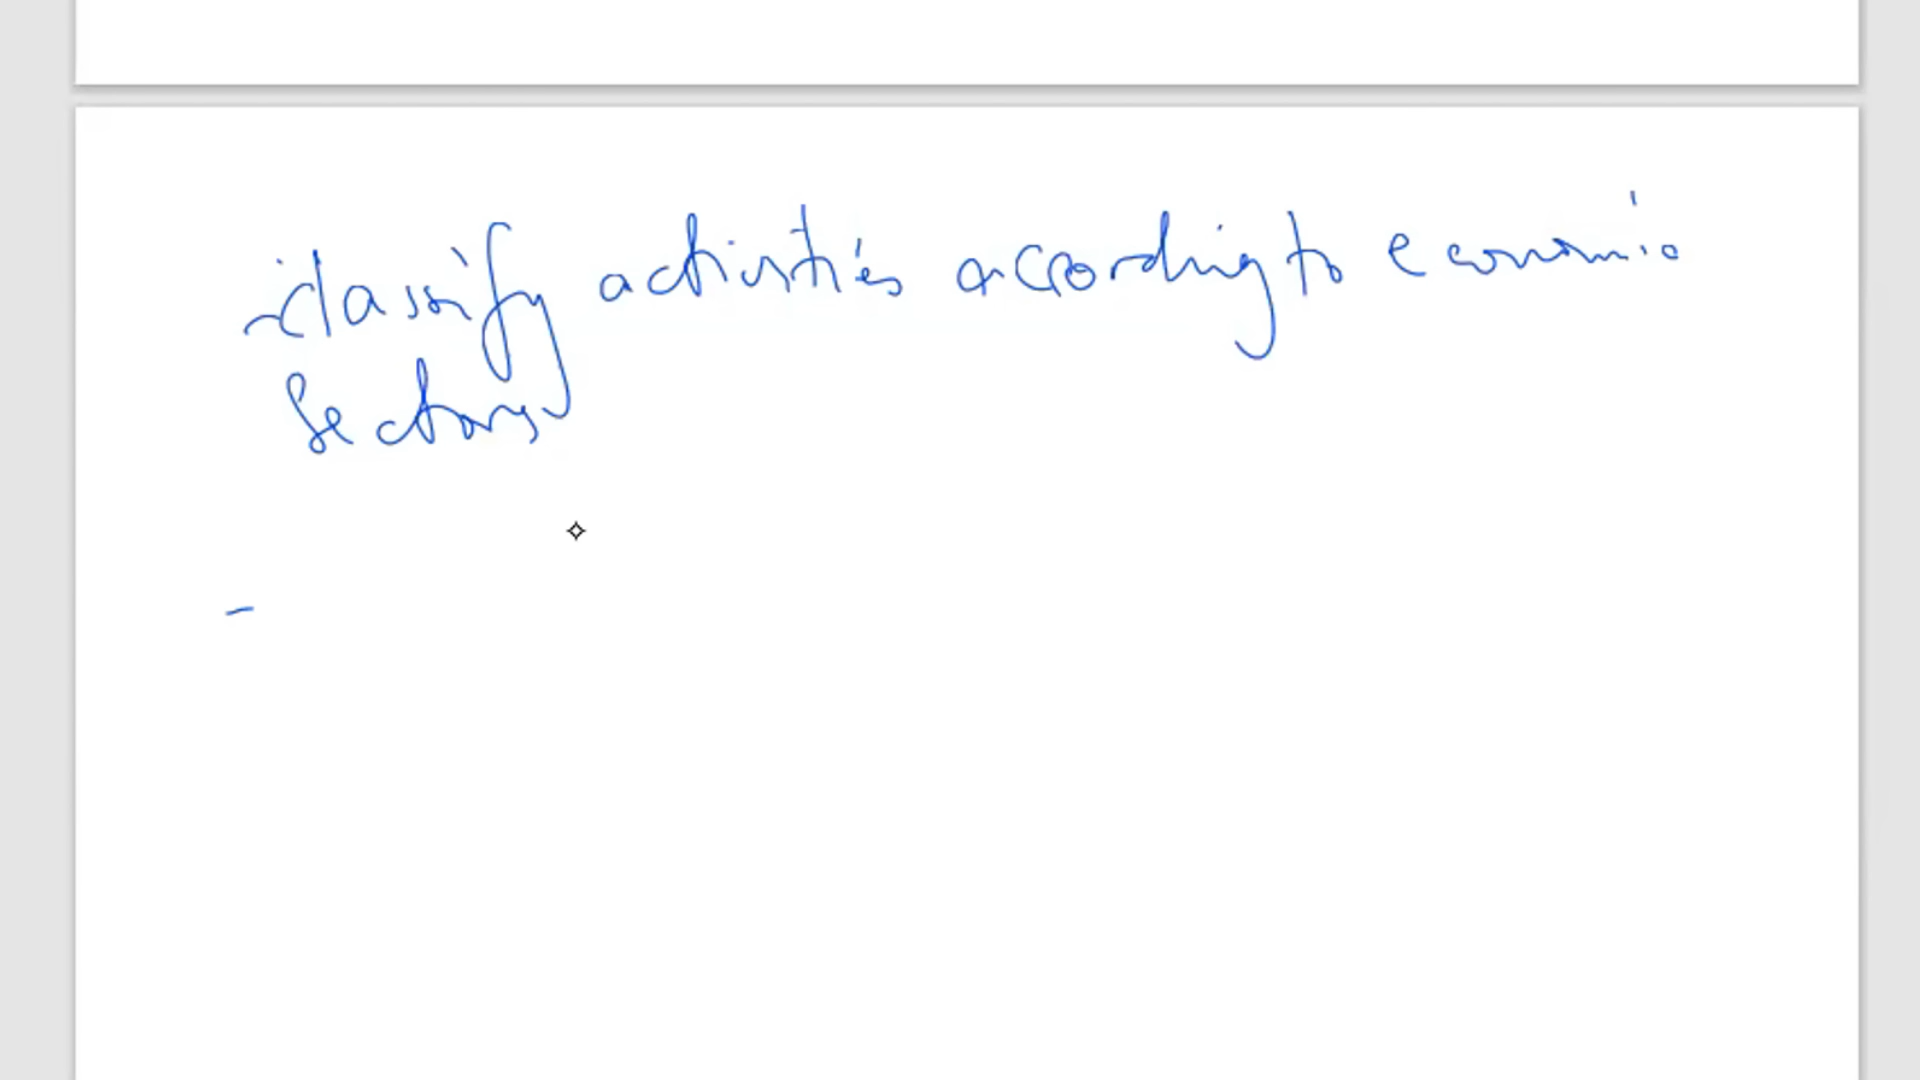 - classify activities according to economic
sectors
-